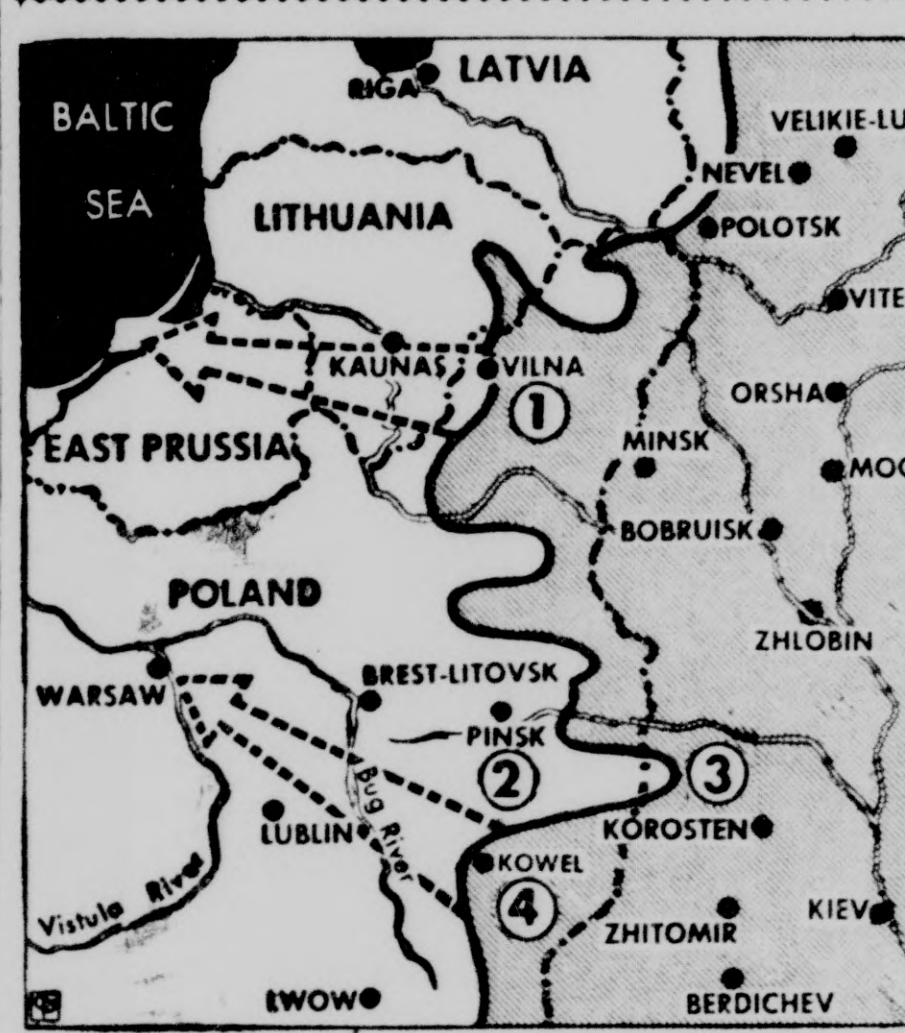 LATVIA
RIGA
BALTIC
SEA
VELIKIE-LU
NEVEL
LITHUANIA
POLOTSK
VITE
KAUNAS
VILNA
1
ORSHA
EAST PRUSSIA
MINSK
MOG
BOBRUISK
POLAND
ZHLOBIN
WARSAW
BREST-LITOVSK
PINSK
2
3
Bug River
LUBLIN
KOROSTEN
KOWEL
4
Vistula River
ZHITOMIR
KIEV
LWOW
BERDICHEV